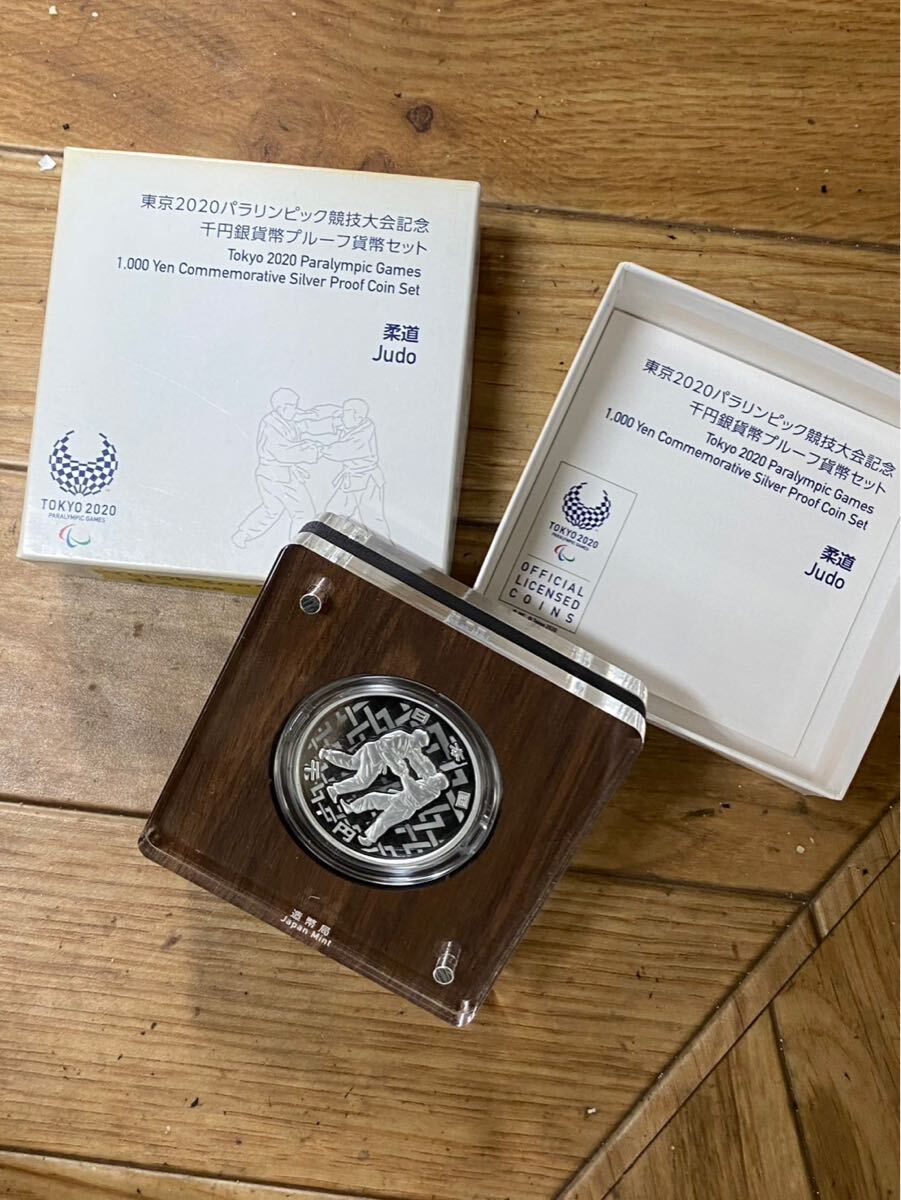 東京2020パラリンピック競技大会記念
千円銀貨幣プルーフ貨幣セット
Tokyo 2020 Paralympic Games
1.000 Yen Commemorative Silver Proof Coin Set
柔道
Judo
TOKYO 2020
PARALYMPIC GAMES
東京2020パラリンピック競技大会記念
千円銀貨幣プルーフ貨幣セット
Tokyo 2020 Paralympic Games
1.000 Yen Commemorative Silver Proof Coin Set
柔道
Judo
TOKYO 2020
PARALYMPIC GAMES
OFFICIAL
LICENSED
COINS
日本国
千円
造幣局
Japan Mint